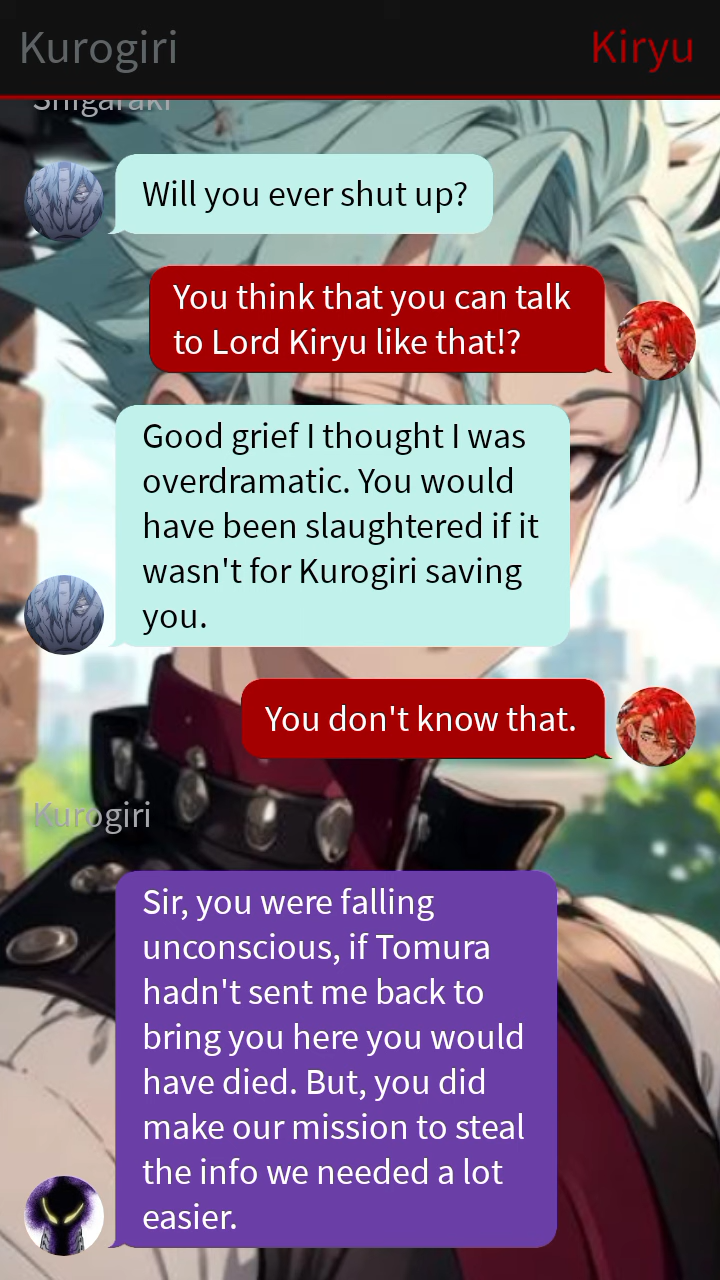 Kurogiri
Kiryu
Shigaraki
Will you ever shut up?
You think that you can talk
to Lord Kiryu like that!?
Good grief I thought I was
overdramatic. You would
have been slaughtered if it
wasn't for Kurogiri saving
you.
You don't know that.
Kurogiri
Sir, you were falling
unconscious, if Tomura
hadn't sent me back to
bring you here you would
have died. But, you did
make our mission to steal
the info we needed a lot
easier.